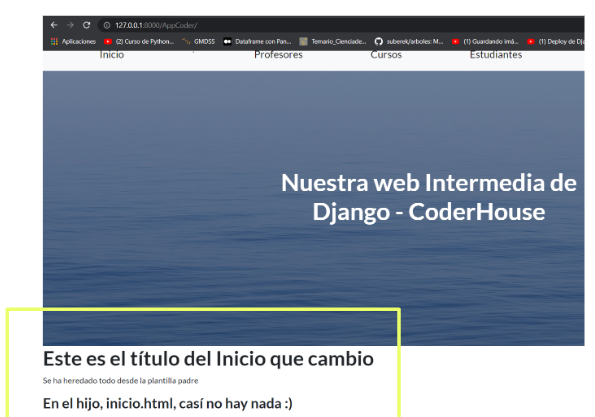 127.0.0.1:8000/AppCoder/
Aplicaciones (2) Curso de Python... GMDSS Dataframe con Pan... Temario_Cienciade... suberek/arboles: M... (1) Guardando imá... (1) Deploy de Dj
Inicio Profesores Cursos Estudiantes
Nuestra web Intermedia de
Django - CoderHouse
Este es el título del Inicio que cambio
Se ha heredado todo desde la plantilla padre
En el hijo, inicio.html, casí no hay nada :)